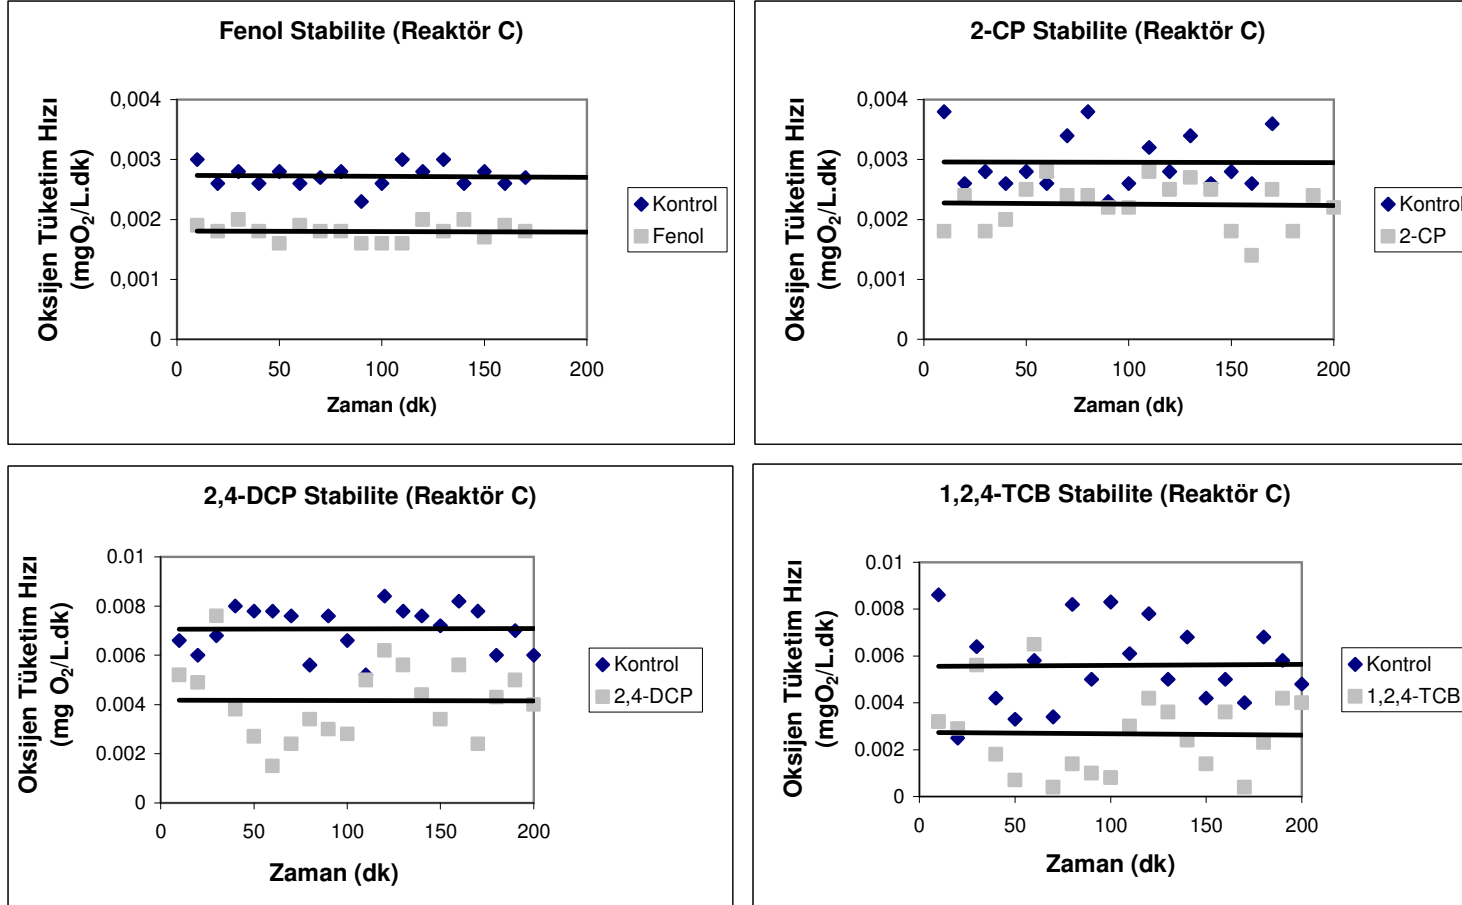 Fenol Stabilite (Reaktör C)
Oksijen Tüketim Hızı
(mgO₂/L.dk)
0,004
0,003
0,002
0,001
0
0 50 100 150 200
Zaman (dk)
Kontrol
Fenol
2-CP Stabilite (Reaktör C)
Oksijen Tüketim Hızı
(mgO₂/L.dk)
0,004
0,003
0,002
0,001
0
0 50 100 150 200
Zaman (dk)
Kontrol
2-CP
2,4-DCP Stabilite (Reaktör C)
Oksijen Tüketim Hızı
(mg O₂/L.dk)
0.01
0.008
0.006
0.004
0.002
0
0 50 100 150 200
Zaman (dk)
Kontrol
2,4-DCP
1,2,4-TCB Stabilite (Reaktör C)
Oksijen Tüketim Hızı
(mgO₂/L.dk)
0.01
0.008
0.006
0.004
0.002
0
0 50 100 150 200
Zaman (dk)
Kontrol
1,2,4-TCB